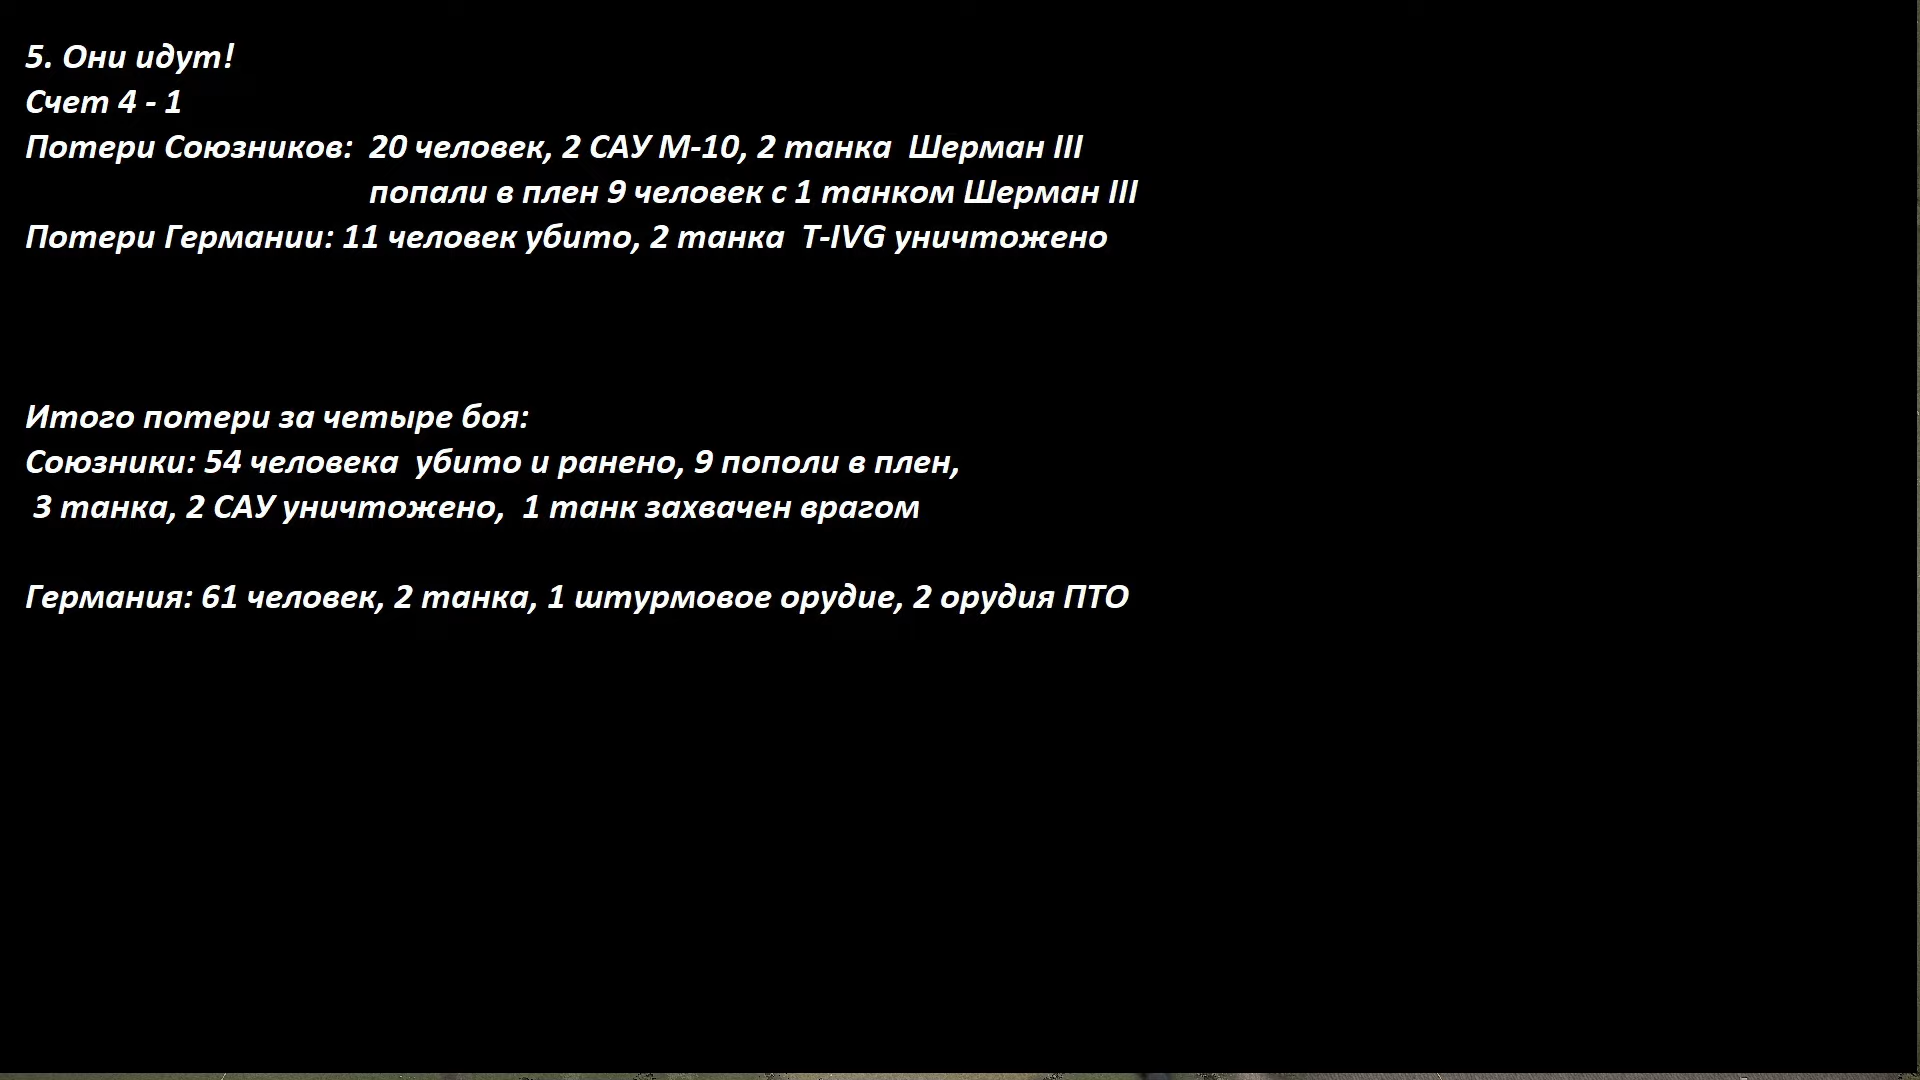 5. Они идут!
Счет 4 - 1
Потери Союзников:  20 человек, 2 САУ М-10, 2 танка  Шерман III
попали в плен 9 человек с 1 танком Шерман III
Потери Германии: 11 человек убито, 2 танка  T-IVG уничтожено
Итого потери за четыре боя:
Союзники: 54 человека  убито и ранено, 9 пополи в плен,
3 танка, 2 САУ уничтожено,  1 танк захвачен врагом
Германия: 61 человек, 2 танка, 1 штурмовое орудие, 2 орудия ПТО